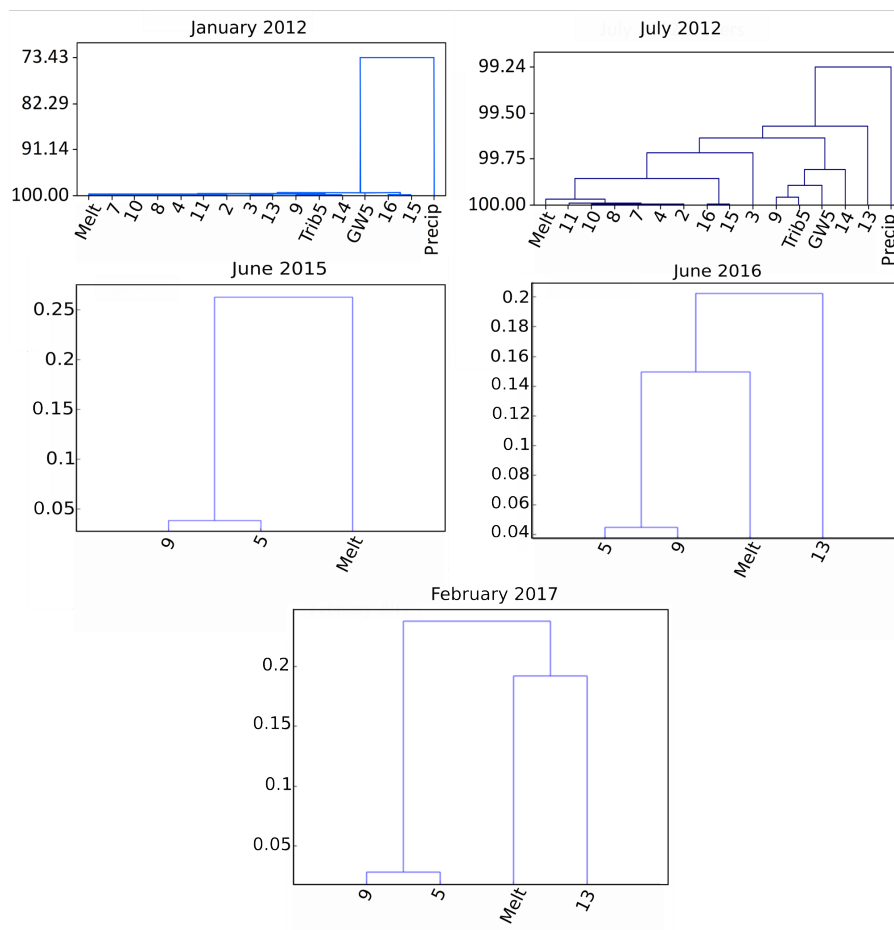 January 2012
73.43
82.29
91.14
100.00
Melt 7 10 8 4 11 2 3 13 9 Trib5 14 GW5 16 15 Precip
July 2012
99.24
99.50
99.75
100.00
Melt 11 10 8 7 4 2 16 15 3 9 Trib5 GW5 14 13 Precip
June 2015
0.25
0.2
0.15
0.1
0.05
9 5 Melt
June 2016
0.2
0.18
0.16
0.14
0.12
0.1
0.08
0.06
0.04
5 9 Melt 13
February 2017
0.2
0.15
0.1
0.05
9 5 Melt 13